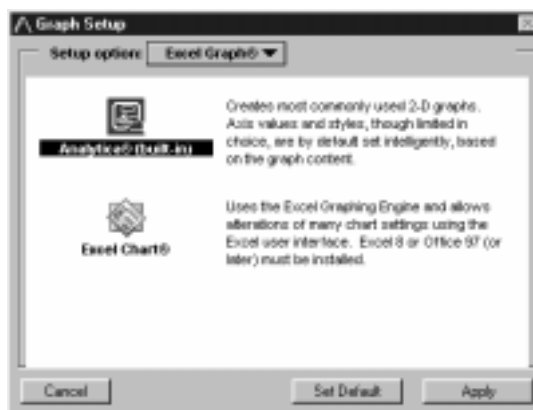 Graph Setup
Setup option: Excel Graph®
Analytica® (built-in)
Creates most commonly used 2-D graphs.
Axis values and styles, though limited in
choice, are by default set intelligently, based
on the graph content.
Excel Chart®
Uses the Excel Graphing Engine and allows
alterations of many chart settings using the
Excel user interface. Excel 8 or Office 97 (or
later) must be installed.
Cancel
Set Default
Apply